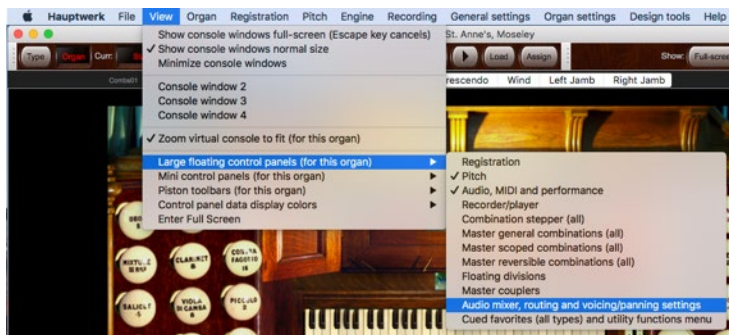 Hauptwerk File View Organ Registration Pitch Engine Recording General settings Organ settings Design tools Help
St. Anne's, Moseley
Type Organ Curr: Load Assign Show: Full-scree
Combs01
rescendo Wind Left Jamb Right Jamb
Show console windows full-screen (Escape key cancels)
✓ Show console windows normal size
Minimize console windows
Console window 2
Console window 3
Console window 4
✓ Zoom virtual console to fit (for this organ)
Large floating control panels (for this organ)
Mini control panels (for this organ)
Piston toolbars (for this organ)
Control panel data display colors
Enter Full Screen
Registration
✓ Pitch
✓ Audio, MIDI and performance
Recorder/player
Combination stepper (all)
Master general combinations (all)
Master scoped combinations (all)
Master reversible combinations (all)
Floating divisions
Master couplers
Audio mixer, routing and voicing/panning settings
Cued favorites (all types) and utility functions menu
CLARINET
FAGOTTO
VIOLA
DI GAMBA